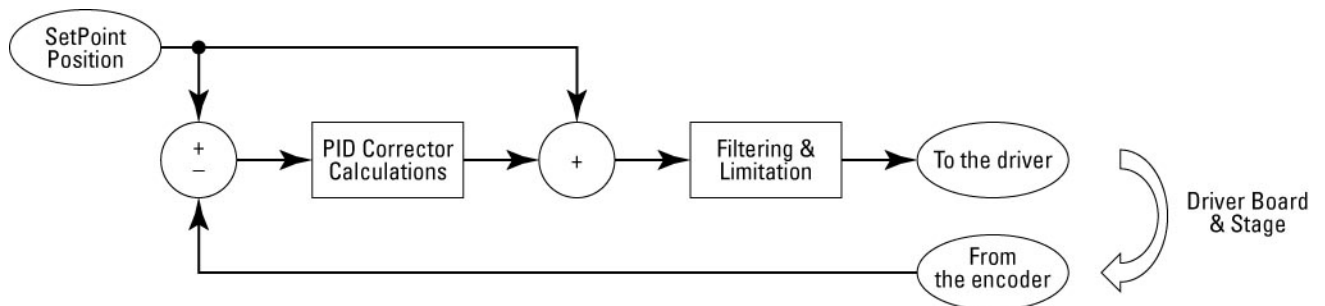 SetPoint
Position
+
–
PID Corrector
Calculations
+
Filtering &
Limitation
To the driver
Driver Board
& Stage
From
the encoder